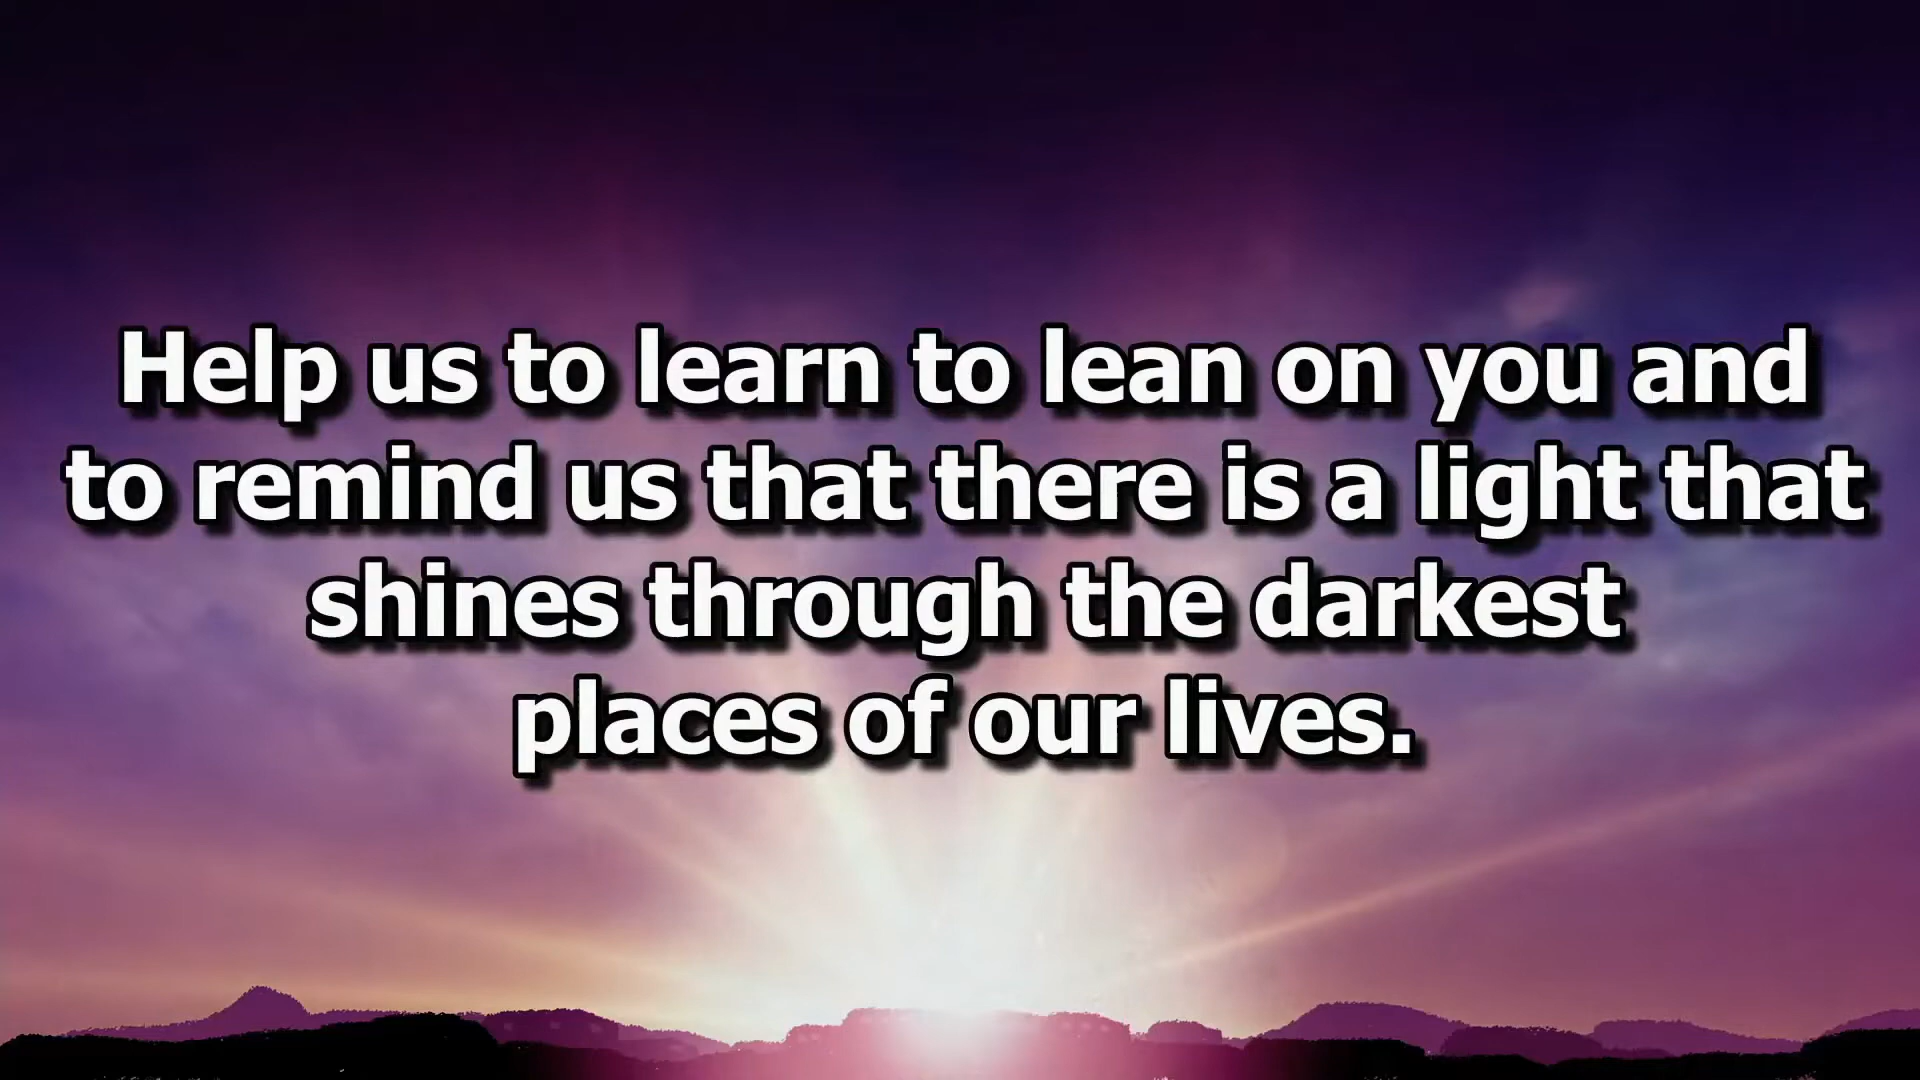 Help us to learn to lean on you and
to remind us that there is a light that
shines through the darkest
places of our lives.